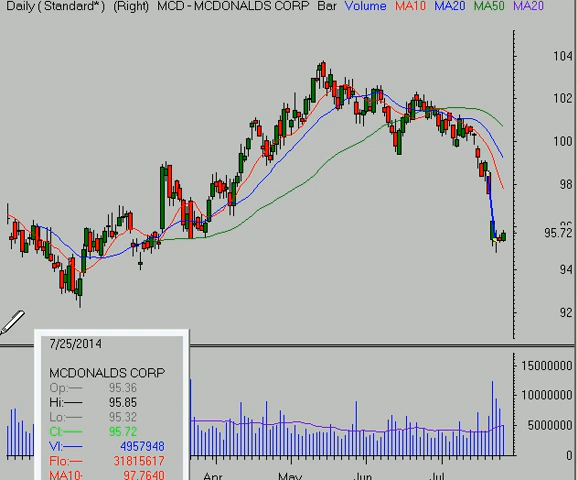 Daily ( Standard* ) (Right) MCD - MCDONALDS CORP Bar Volume MA10 MA20 MA50 MA20
104
102
100
98
96
95.72
94
92
7/25/2014
MCDONALDS CORP
Op:— 95.36
Hi:— 95.85
Lo:— 95.32
Cl:— 95.72
Vl:— 4957948
Flo:— 31815617
MA10- 97.7640
15000000
10000000
5000000
0
Apr May Jun Jul